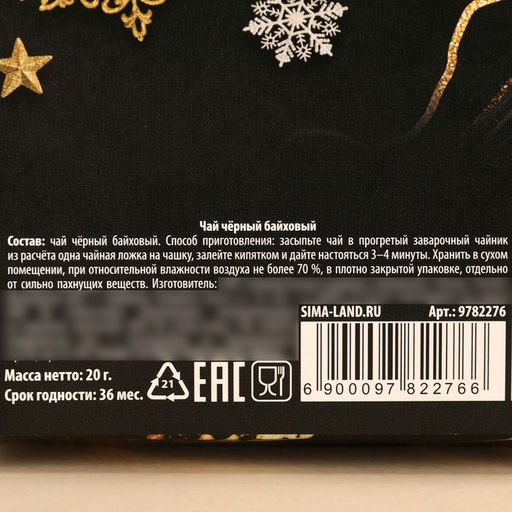 Чай чёрный байховый
Состав: чай чёрный байховый. Способ приготовления: засыпьте чай в прогретый заварочный чайник
из расчёта одна чайная ложка на чашку, залейте кипятком и дайте настояться 3–4 минуты. Хранить в сухом
помещении, при относительной влажности воздуха не более 70 %, в плотно закрытой упаковке, отдельно
от сильно пахнущих веществ. Изготовитель:
SIMA-LAND.RU Арт.: 9782276
Масса нетто: 20 г.
Срок годности: 36 мес.
21
EAC
6 900097 822766